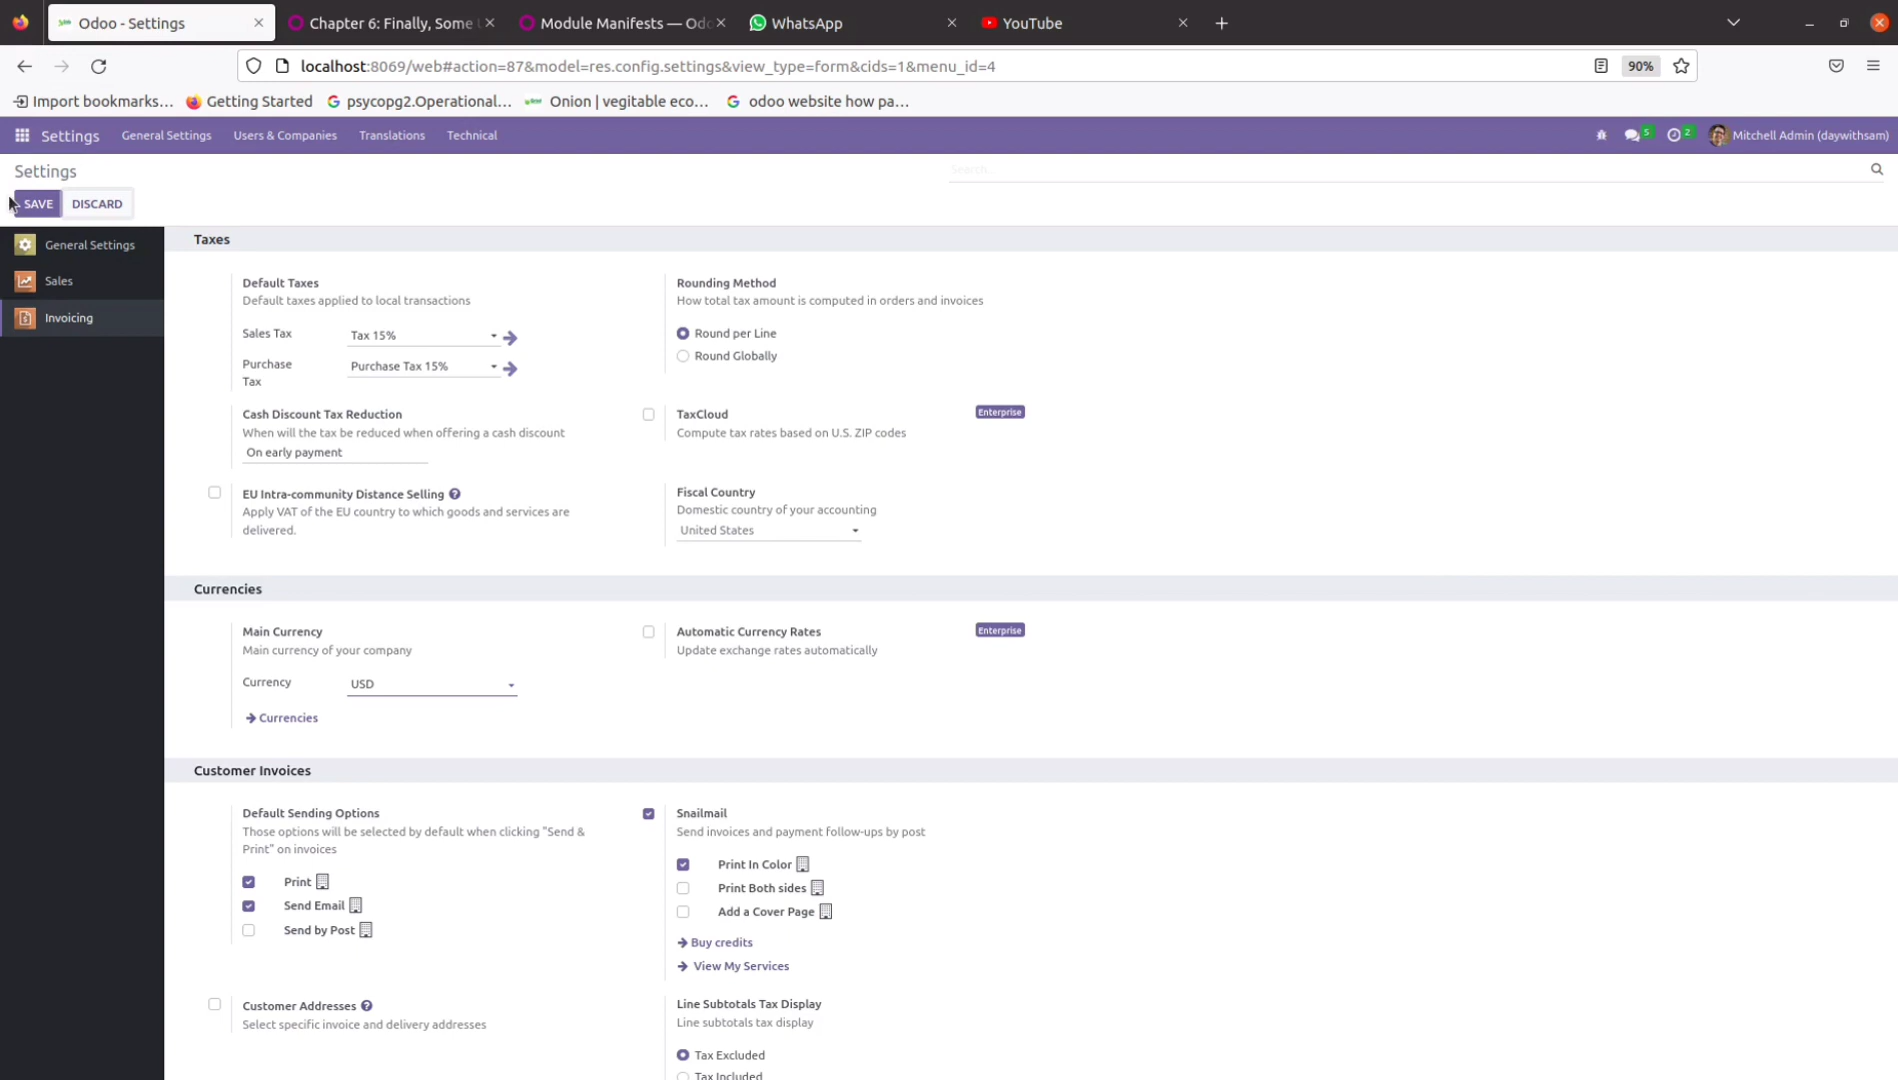 Odoo - Settings
Chapter 6: Finally, Some
Module Manifests — Odo
WhatsApp
YouTube
localhost:8069/web#action=87&model=res.config.settings&view_type=form&cids=1&menu_id=4
90%
Import bookmarks...
Getting Started
psycopg2.Operational...
Onion | vegitable eco...
odoo website how pa...
Settings
General Settings
Users & Companies
Translations
Technical
5
2
Mitchell Admin (daywithsam)
Settings
Search...
SAVE
DISCARD
General Settings
Sales
Invoicing
Taxes
Default Taxes
Default taxes applied to local transactions
Sales Tax
Tax 15%
Purchase Tax
Purchase Tax 15%
Rounding Method
How total tax amount is computed in orders and invoices
Round per Line
Round Globally
Cash Discount Tax Reduction
When will the tax be reduced when offering a cash discount
On early payment
TaxCloud
Enterprise
Compute tax rates based on U.S. ZIP codes
EU Intra-community Distance Selling
Apply VAT of the EU country to which goods and services are
delivered.
Fiscal Country
Domestic country of your accounting
United States
Currencies
Main Currency
Main currency of your company
Currency
USD
Currencies
Automatic Currency Rates
Enterprise
Update exchange rates automatically
Customer Invoices
Default Sending Options
Those options will be selected by default when clicking "Send &
Print" on invoices
Print
Send Email
Send by Post
Snailmail
Send invoices and payment follow-ups by post
Print In Color
Print Both sides
Add a Cover Page
Buy credits
View My Services
Customer Addresses
Select specific invoice and delivery addresses
Line Subtotals Tax Display
Line subtotals tax display
Tax Excluded
Tax Included